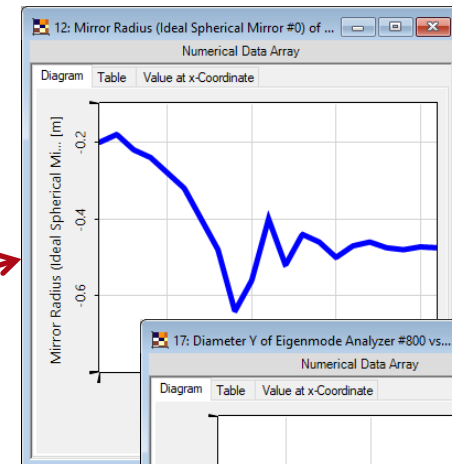 12: Mirror Radius (Ideal Spherical Mirror #0) of ...
Numerical Data Array
Diagram Table Value at x-Coordinate
Mirror Radius (Ideal Spherical Mi... [m]
-0.2
-0.4
-0.6
17: Diameter Y of Eigenmode Analyzer #800 vs...
Numerical Data Array
Diagram Table Value at x-Coordinate